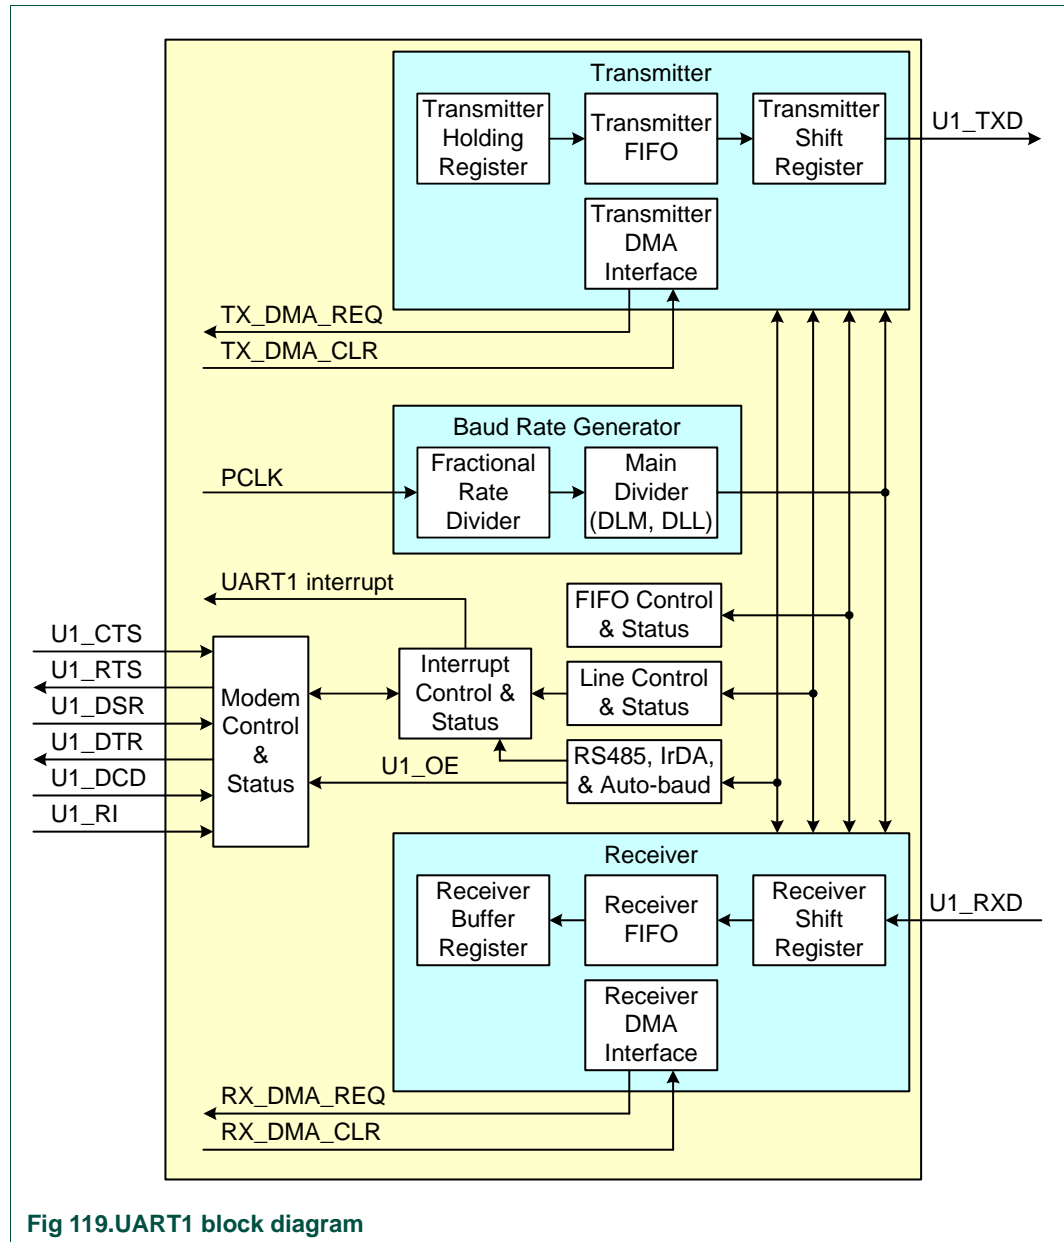 Transmitter
Transmitter
Holding
Register
Transmitter
FIFO
Transmitter
Shift
Register
U1_TXD
Transmitter
DMA
Interface
TX_DMA_REQ
TX_DMA_CLR
Baud Rate Generator
PCLK
Fractional
Rate
Divider
Main
Divider
(DLM, DLL)
UART1 interrupt
FIFO Control
& Status
U1_CTS
U1_RTS
U1_DSR
U1_DTR
U1_DCD
U1_RI
Modem
Control
&
Status
Interrupt
Control &
Status
Line Control
& Status
U1_OE
RS485, IrDA,
& Auto-baud
Receiver
Receiver
Buffer
Register
Receiver
FIFO
Receiver
Shift
Register
U1_RXD
Receiver
DMA
Interface
RX_DMA_REQ
RX_DMA_CLR
Fig 119.UART1 block diagram